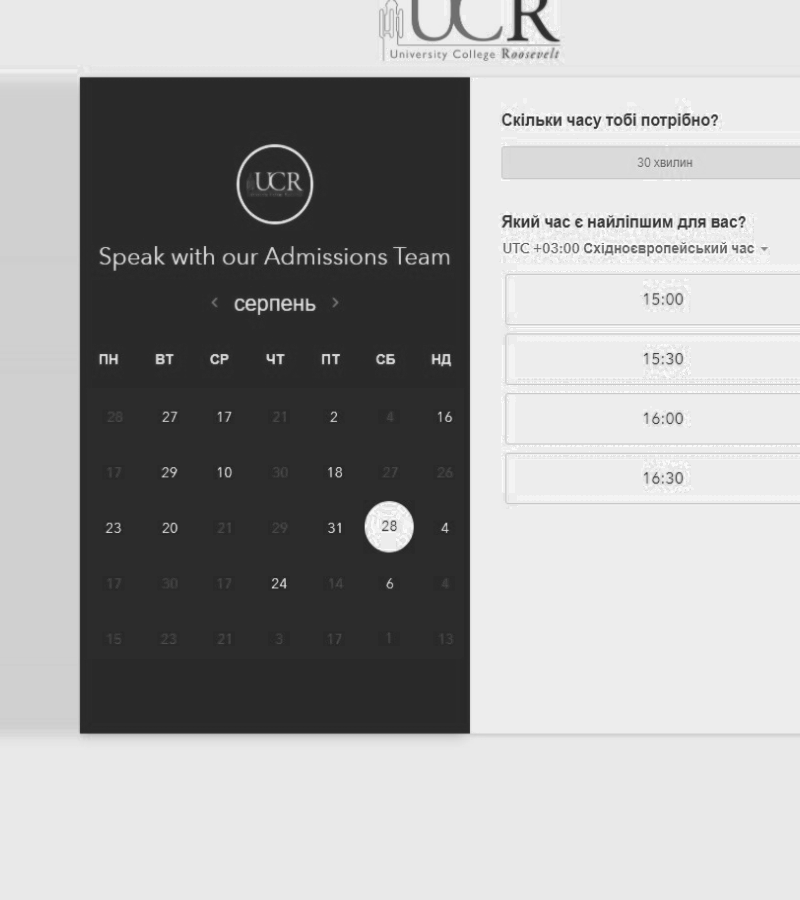 UCR
University College Roosevelt
UCR
Speak with our Admissions Team
‹ серпень ›
ПН ВТ СР ЧТ ПТ СБ НД
28 27 17 21 2 4 16
17 29 10 30 18 27 26
23 20 21 29 31 28 4
17 30 17 24 14 6 4
15 23 21 3 17 1 13
Скільки часу тобі потрібно?
30 хвилин
Який час є найліпшим для вас?
UTC +03:00 Східноєвропейський час
15:00
15:30
16:00
16:30